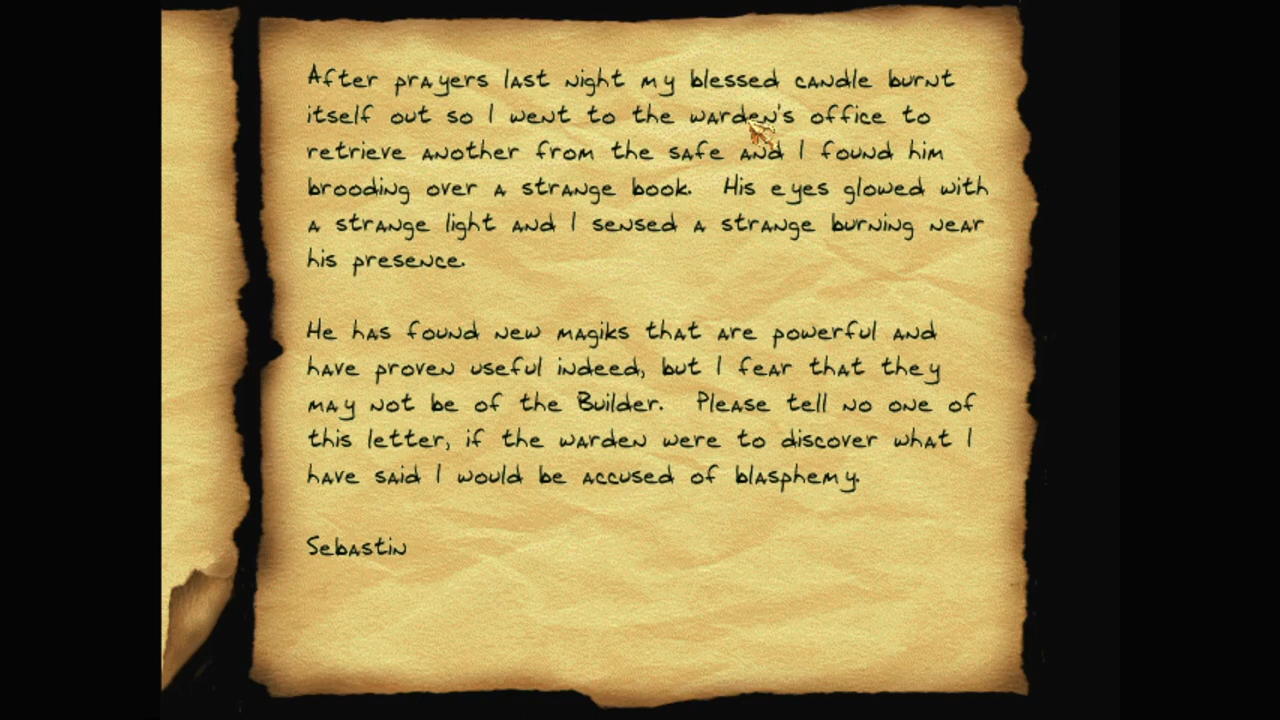 After prayers last night my blessed candle burnt
itself out so I went to the warden's office to
retrieve another from the safe and I found him
brooding over a strange book. His eyes glowed with
a strange light and I sensed a strange burning near
his presence.
He has found new magiks that are powerful and
have proven useful indeed, but I fear that they
may not be of the Builder. Please tell no one of
this letter, if the warden were to discover what I
have said I would be accused of blasphemy.
Sebastin